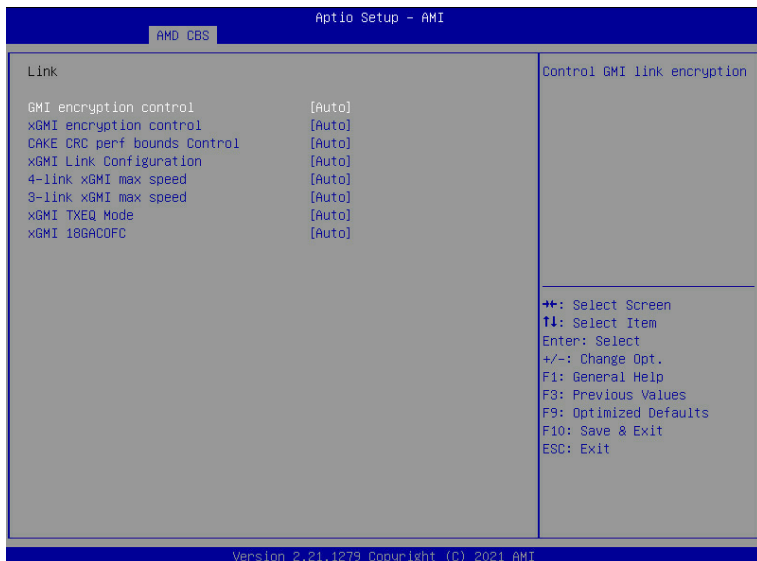 Aptio Setup – AMI
AMD CBS
Link
GMI encryption control [Auto]
xGMI encryption control [Auto]
CAKE CRC perf bounds Control [Auto]
xGMI Link Configuration [Auto]
4-link xGMI max speed [Auto]
3-link xGMI max speed [Auto]
xGMI TXEQ Mode [Auto]
xGMI 18GACOFC [Auto]
Control GMI link encryption
→←: Select Screen
↑↓: Select Item
Enter: Select
+/-: Change Opt.
F1: General Help
F3: Previous Values
F9: Optimized Defaults
F10: Save & Exit
ESC: Exit
Version 2.21.1279 Copyright (C) 2021 AMI